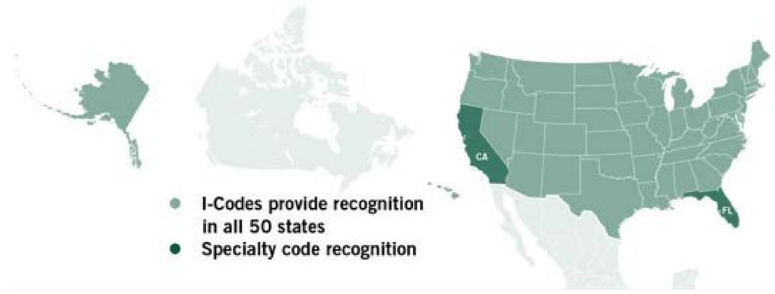 CA
FL
I-Codes provide recognition
in all 50 states
Specialty code recognition